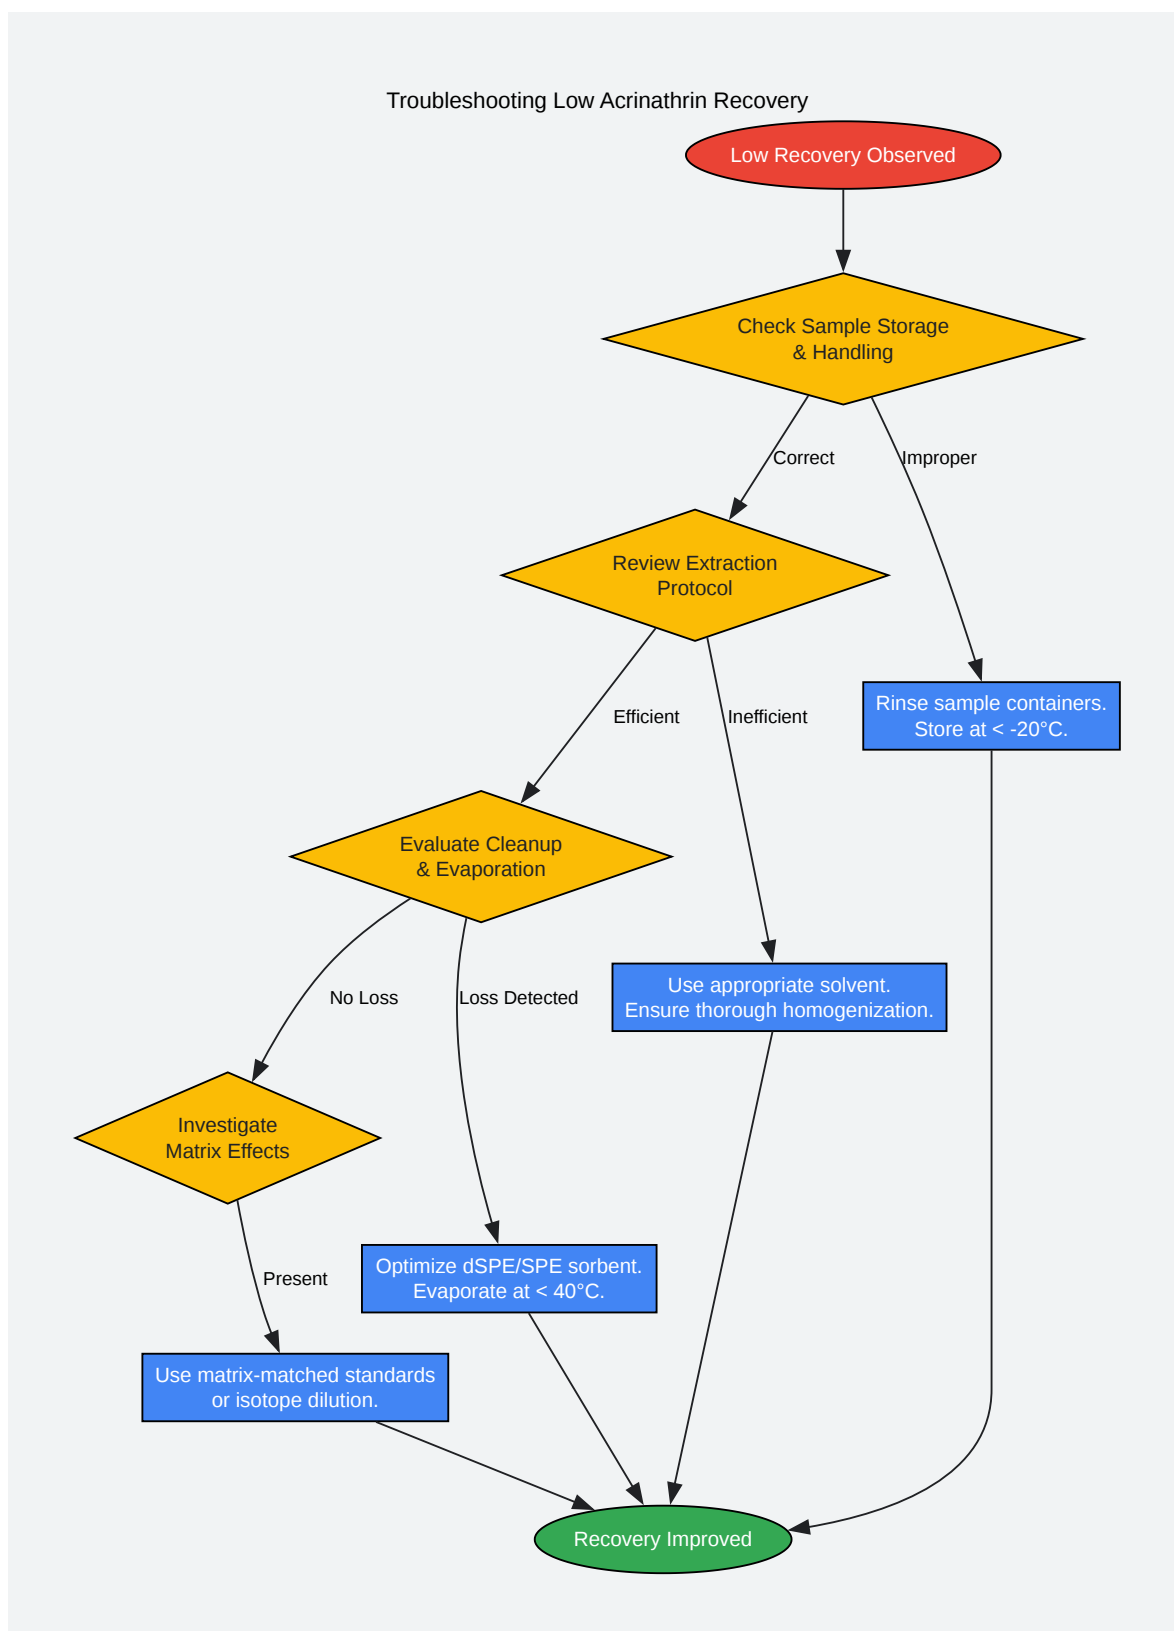 Troubleshooting Low Acrinathrin Recovery
Low Recovery Observed
Check Sample Storage
& Handling
Correct
Improper
Review Extraction
Protocol
Rinse sample containers.
Store at < -20°C.
Efficient
Inefficient
Evaluate Cleanup
& Evaporation
Use appropriate solvent.
Ensure thorough homogenization.
No Loss
Loss Detected
Investigate
Matrix Effects
Optimize dSPE/SPE sorbent.
Evaporate at < 40°C.
Present
Use matrix-matched standards
or isotope dilution.
Recovery Improved